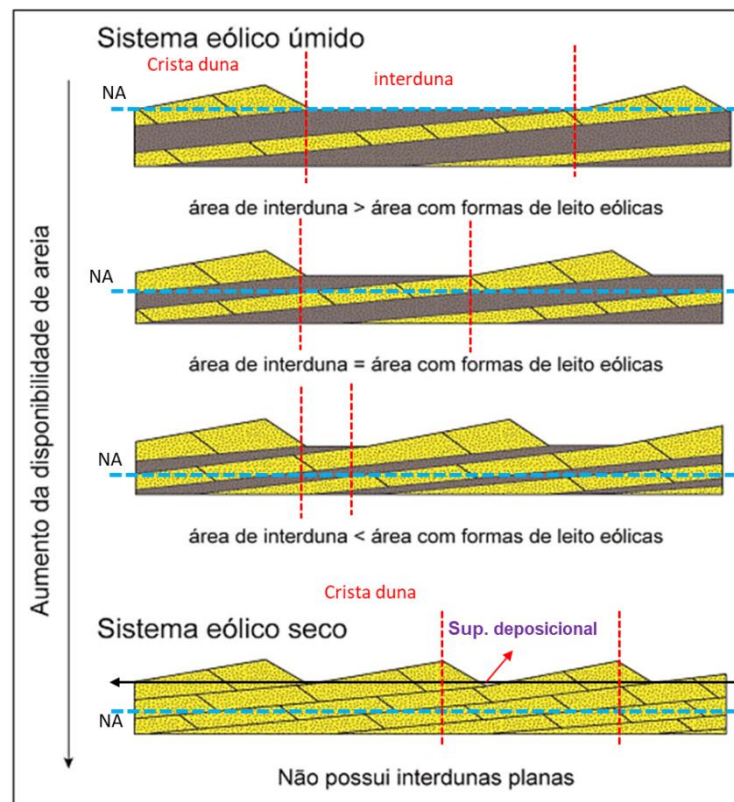 Sistema eólico úmido
Crista duna
interduna
NA
área de interduna > área com formas de leito eólicas
NA
área de interduna = área com formas de leito eólicas
NA
área de interduna < área com formas de leito eólicas
Crista duna
Sistema eólico seco
Sup. deposicional
NA
Não possui interdunas planas
Aumento da disponibilidade de areia